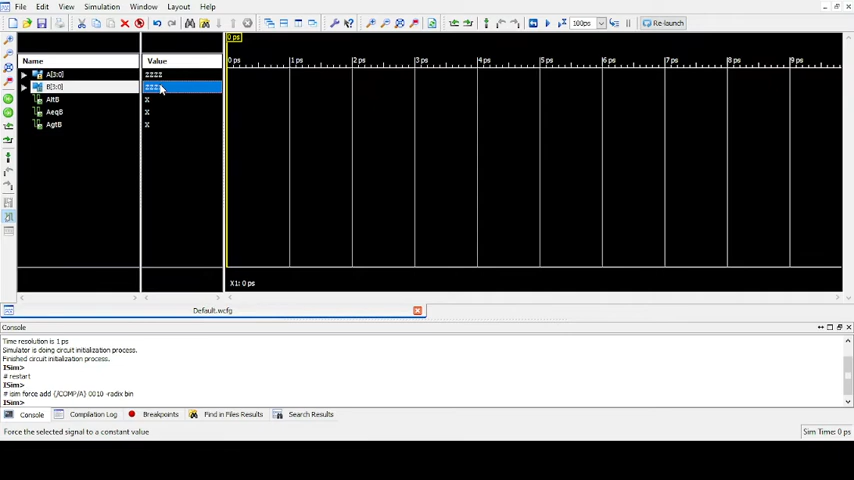 File Edit View Simulation Window Layout Help
100ps Re-launch
0 ps
Name Value
0 ps 1 ps 2 ps 3 ps 4 ps 5 ps 6 ps 7 ps 8 ps 9 ps
A[3:0] ZZZZ
B[3:0] ZZZZ
AltB X
AeqB X
AgtB X
X1: 0 ps
Default.wcfg
Console
Time resolution is 1 ps
Simulator is doing circuit initialization process.
Finished circuit initialization process.
ISim>
# restart
ISim>
# isim force add {/COMP/A} 0010 -radix bin
ISim>
Console Compilation Log Breakpoints Find in Files Results Search Results
Force the selected signal to a constant value Sim Time: 0 ps